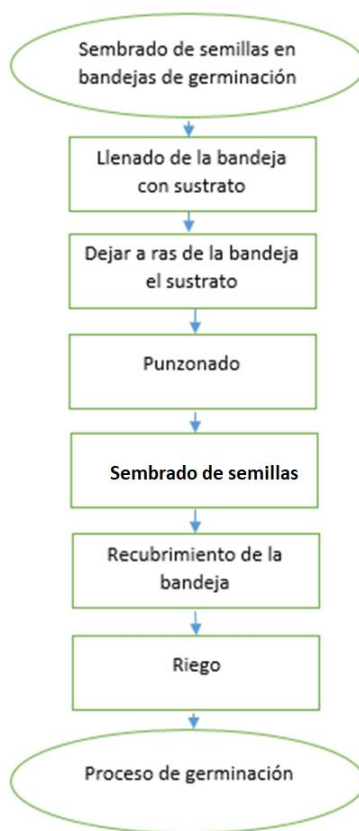 Sembrado de semillas en
bandejas de germinación
Llenado de la bandeja
con sustrato
Dejar a ras de la bandeja
el sustrato
Punzonado
Sembrado de semillas
Recubrimiento de la
bandeja
Riego
Proceso de germinación